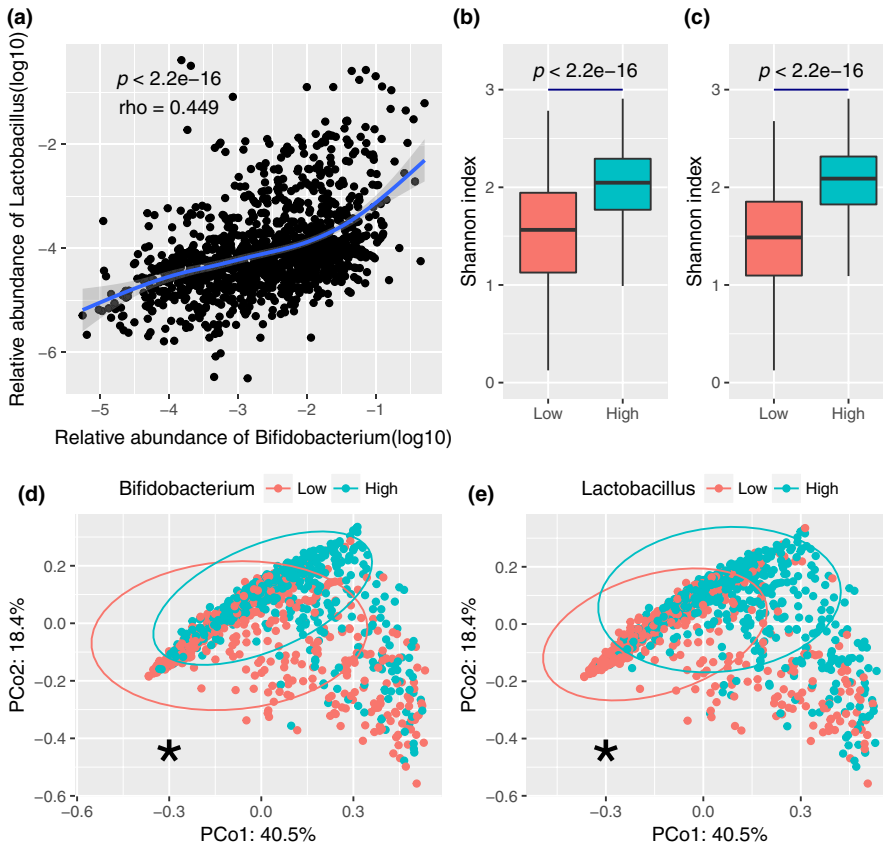 (a)
p < 2.2e−16
rho = 0.449
Relative abundance of Lactobacillus(log10)
−2
−4
−6
−5 −4 −3 −2 −1
Relative abundance of Bifidobacterium(log10)
(b)
p < 2.2e−16
Shannon index
3
2
1
0
Low High
(c)
p < 2.2e−16
Shannon index
3
2
1
0
Low High
(d)
Bifidobacterium Low High
PCo2: 18.4%
0.2
0.0
−0.2
−0.4
−0.6
*
−0.6 −0.3 0.0 0.3
PCo1: 40.5%
(e)
Lactobacillus Low High
PCo2: 18.4%
0.2
0.0
−0.2
−0.4
−0.6
*
−0.3 0.0 0.3
PCo1: 40.5%